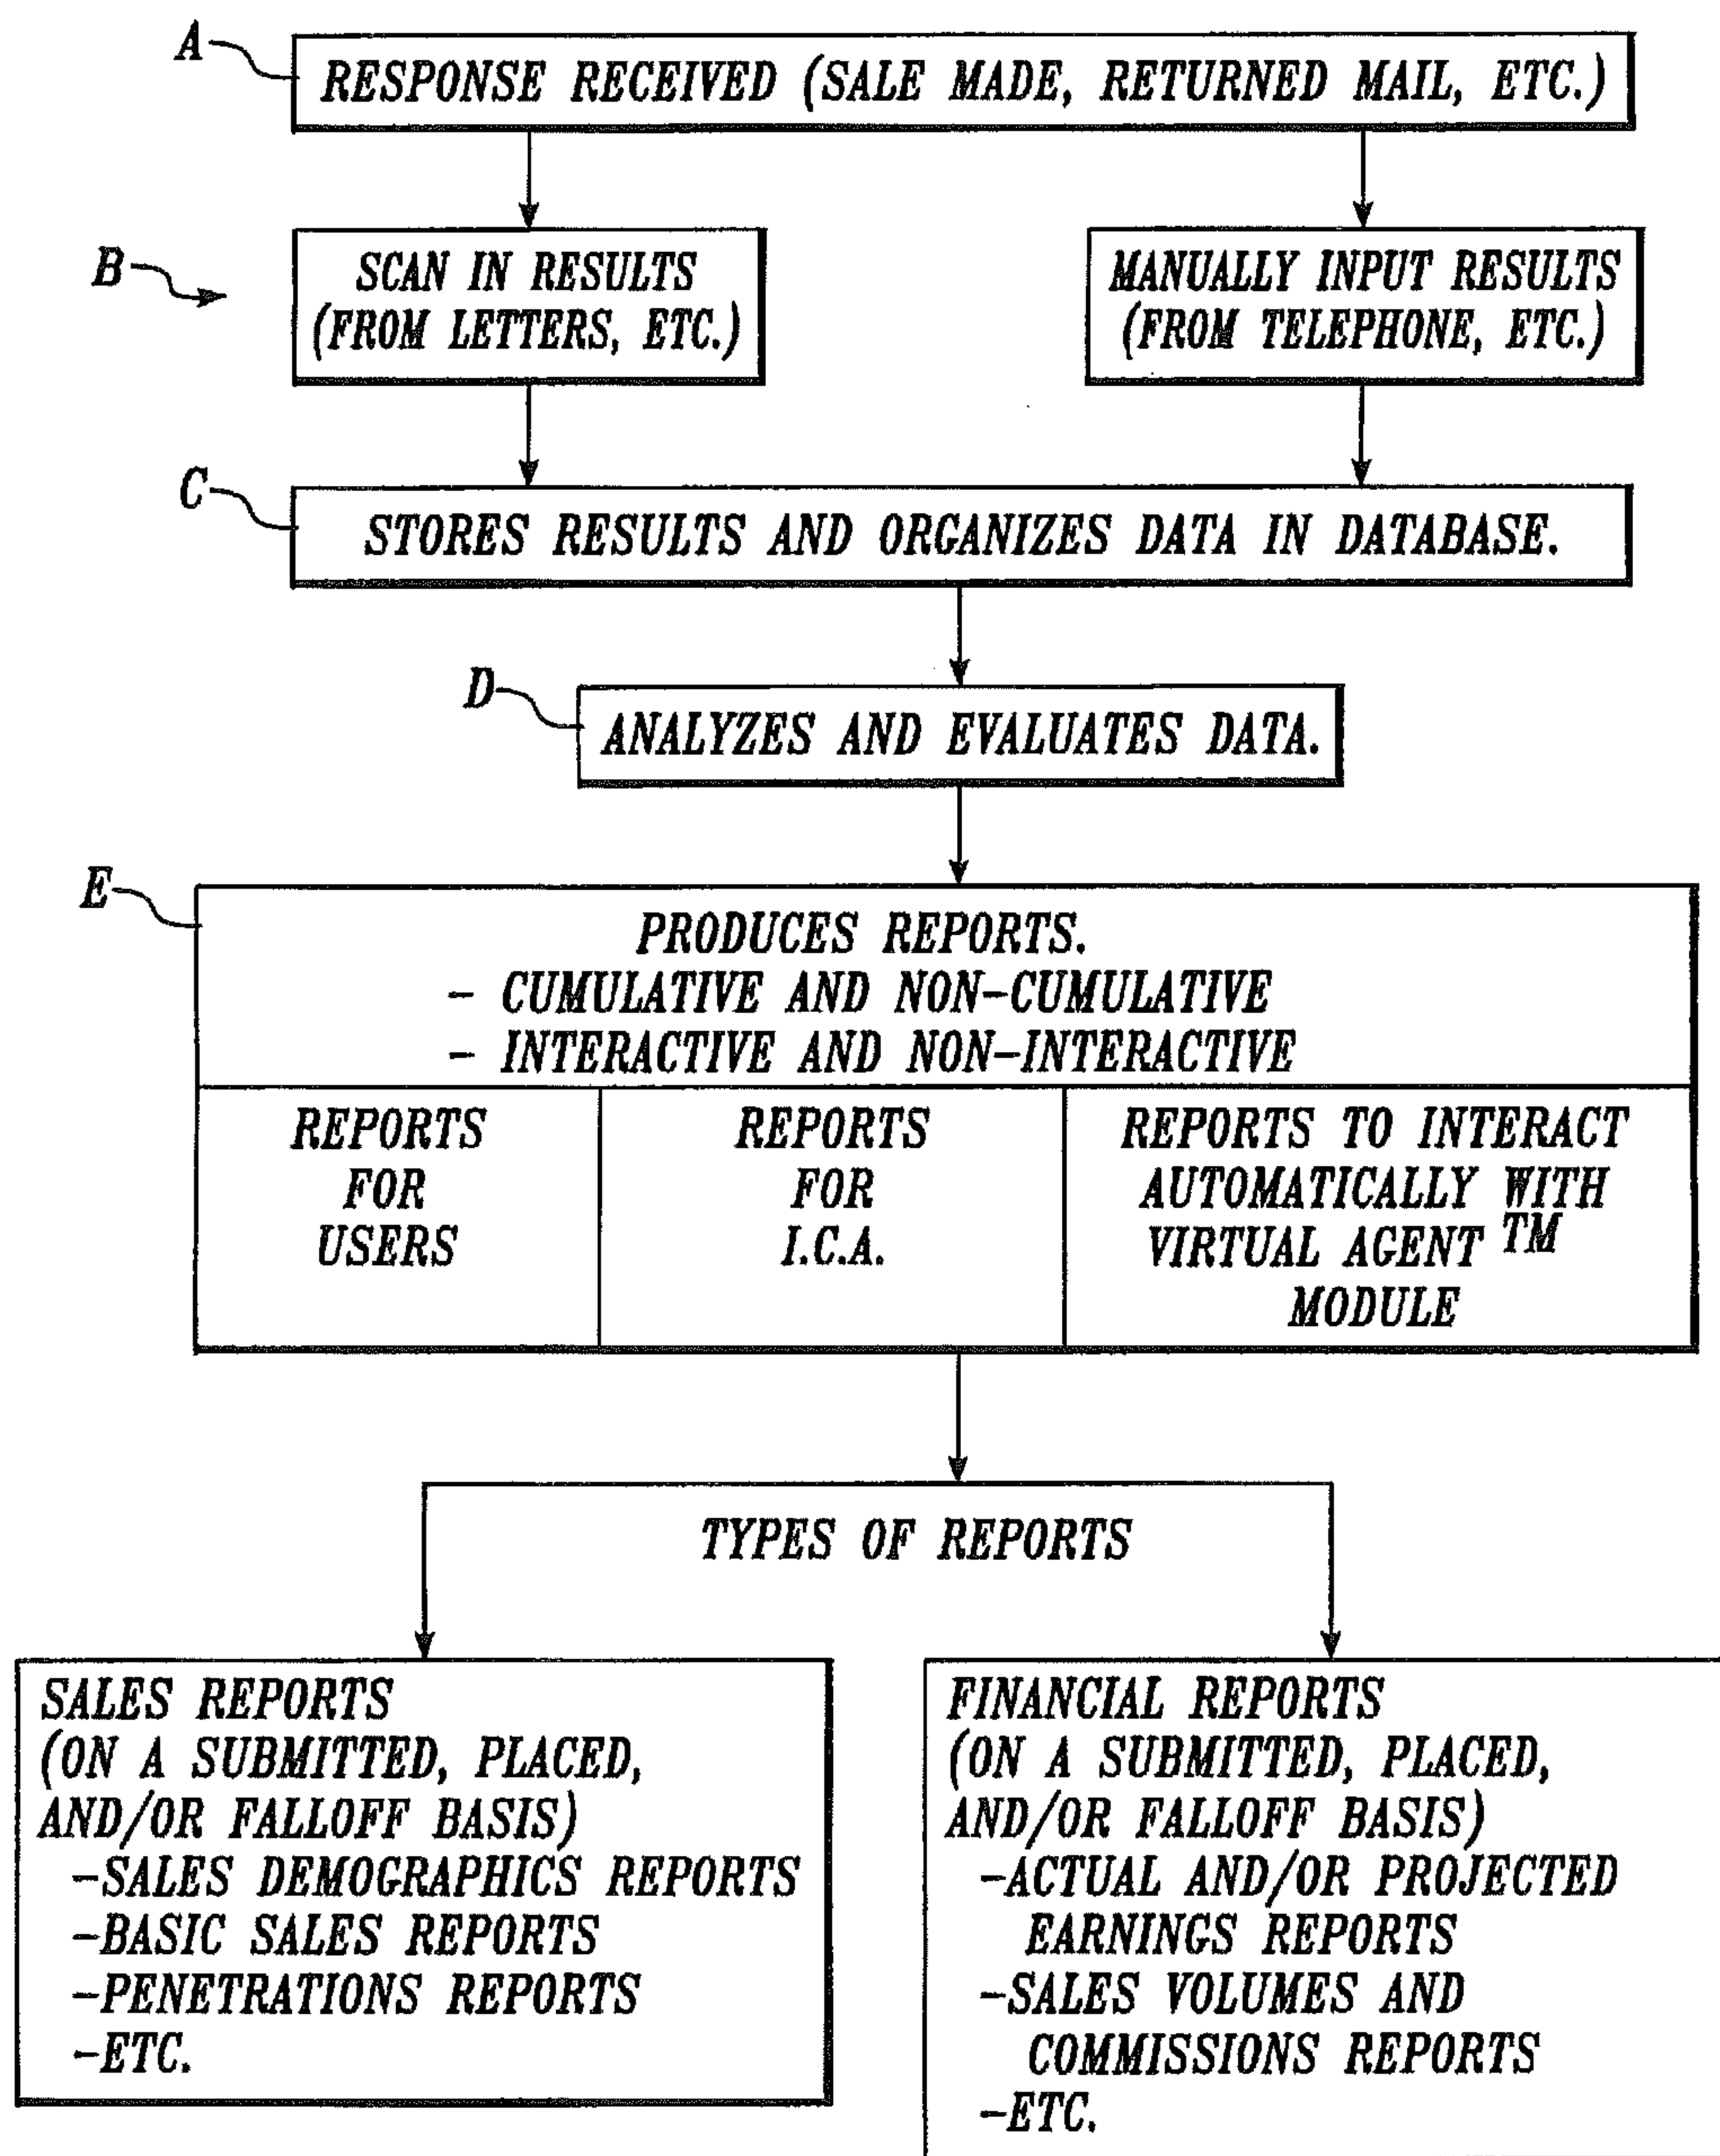 A
RESPONSE RECEIVED (SALE MADE, RETURNED MAIL, ETC.)
B
SCAN IN RESULTS
(FROM LETTERS, ETC.)
MANUALLY INPUT RESULTS
(FROM TELEPHONE, ETC.)
C
STORES RESULTS AND ORGANIZES DATA IN DATABASE.
D
ANALYZES AND EVALUATES DATA.
E
PRODUCES REPORTS.
- CUMULATIVE AND NON-CUMULATIVE
- INTERACTIVE AND NON-INTERACTIVE
REPORTS
FOR
USERS
REPORTS
FOR
I.C.A.
REPORTS TO INTERACT
AUTOMATICALLY WITH
VIRTUAL AGENT TM
MODULE
TYPES OF REPORTS
SALES REPORTS
(ON A SUBMITTED, PLACED,
AND/OR FALLOFF BASIS)
-SALES DEMOGRAPHICS REPORTS
-BASIC SALES REPORTS
-PENETRATIONS REPORTS
-ETC.
FINANCIAL REPORTS
(ON A SUBMITTED, PLACED,
AND/OR FALLOFF BASIS)
-ACTUAL AND/OR PROJECTED
EARNINGS REPORTS
-SALES VOLUMES AND
COMMISSIONS REPORTS
-ETC.